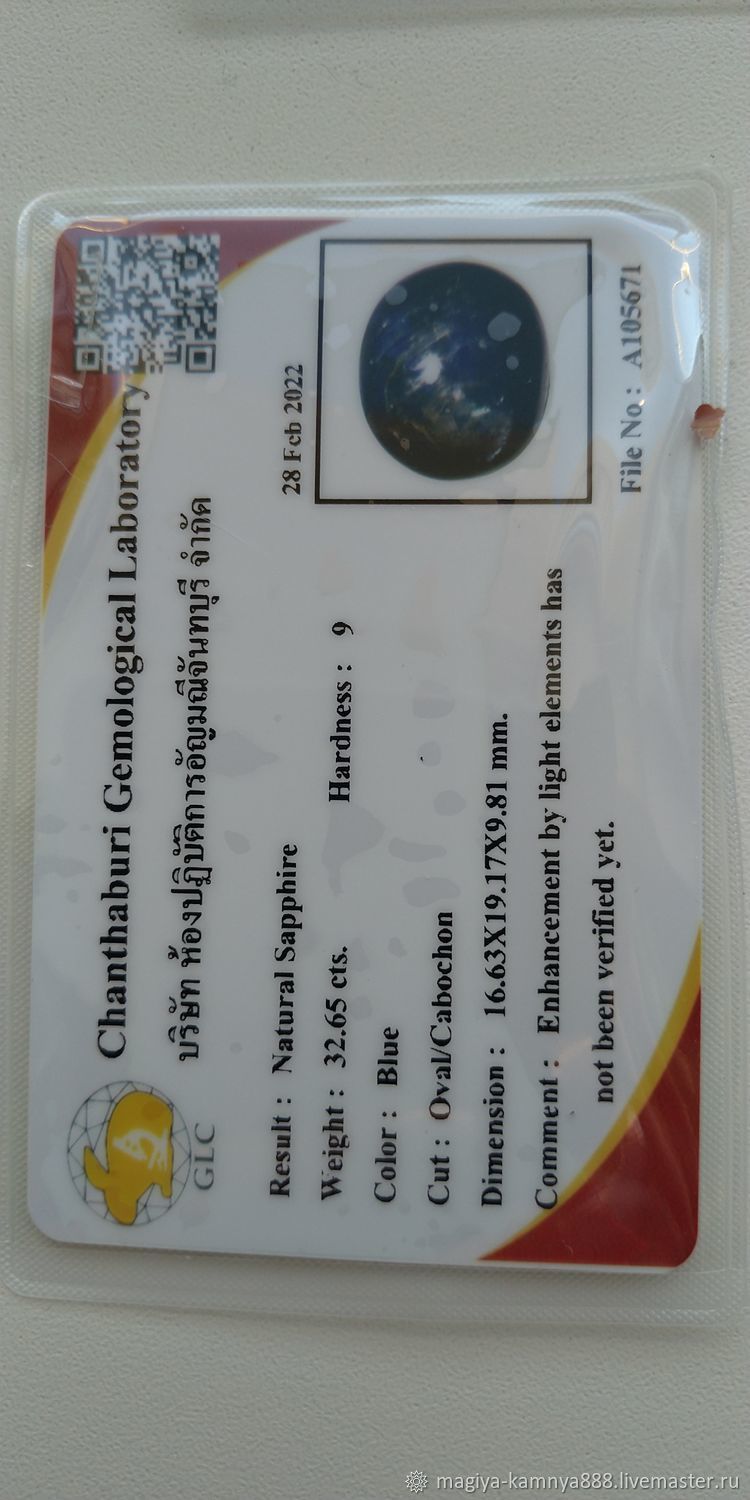 Chanthaburi Gemological Laboratory
บริษัท ห้องปฏิบัติการอัญมณีจันทบุรี จำกัด
GLC
28 Feb 2022
Result : Natural Sapphire
Weight : 32.65 cts. Hardness : 9
Color : Blue
Cut : Oval/Cabochon
Dimension : 16.63X19.17X9.81 mm.
Comment : Enhancement by light elements has
not been verified yet.
File No. : A105671
magiya-kamnya888.livemaster.ru